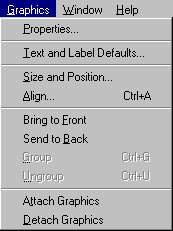 Graphics Window Help
Properties...
Text and Label Defaults...
Size and Position...
Align... Ctrl+A
Bring to Front
Send to Back
Group Ctrl+G
Ungroup Ctrl+U
Attach Graphics
Detach Graphics